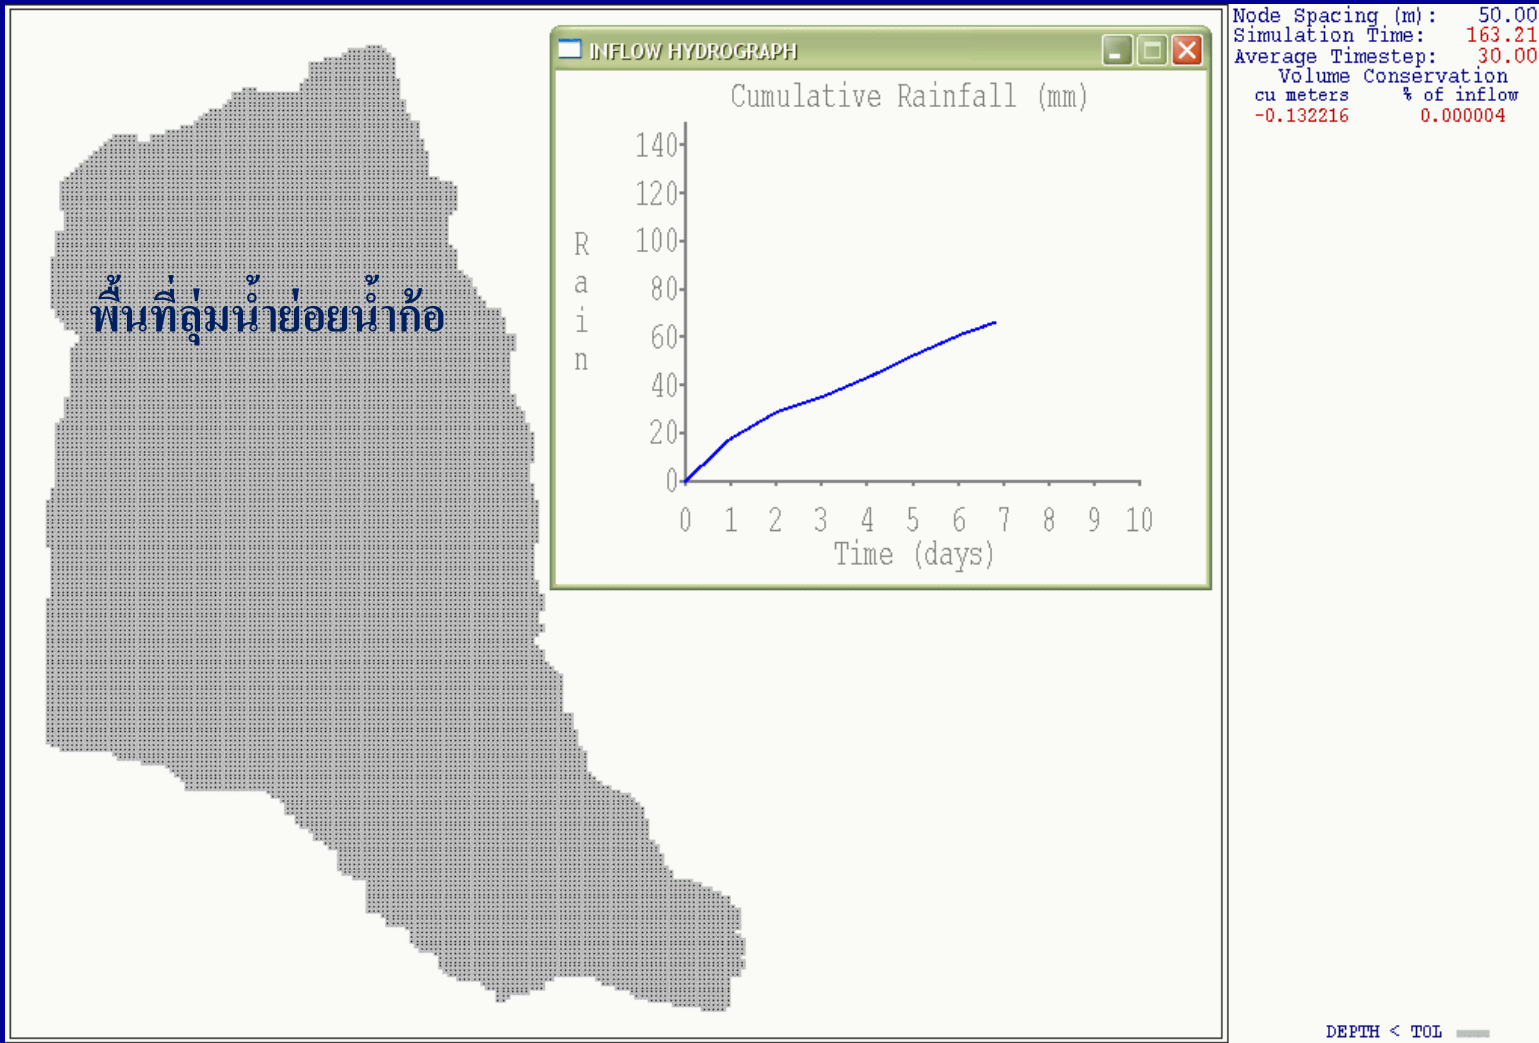 INFLOW HYDROGRAPH
Cumulative Rainfall (mm)
140
120
100
80
60
40
20
0
Rain
0 1 2 3 4 5 6 7 8 9 10
Time (days)
พื้นที่ลุ่มน้ำย่อยน้ำก้อ
Node Spacing (m): 50.00
Simulation Time: 163.21
Average Timestep: 30.00
Volume Conservation
cu meters % of inflow
-0.132216 0.000004
DEPTH < TOL